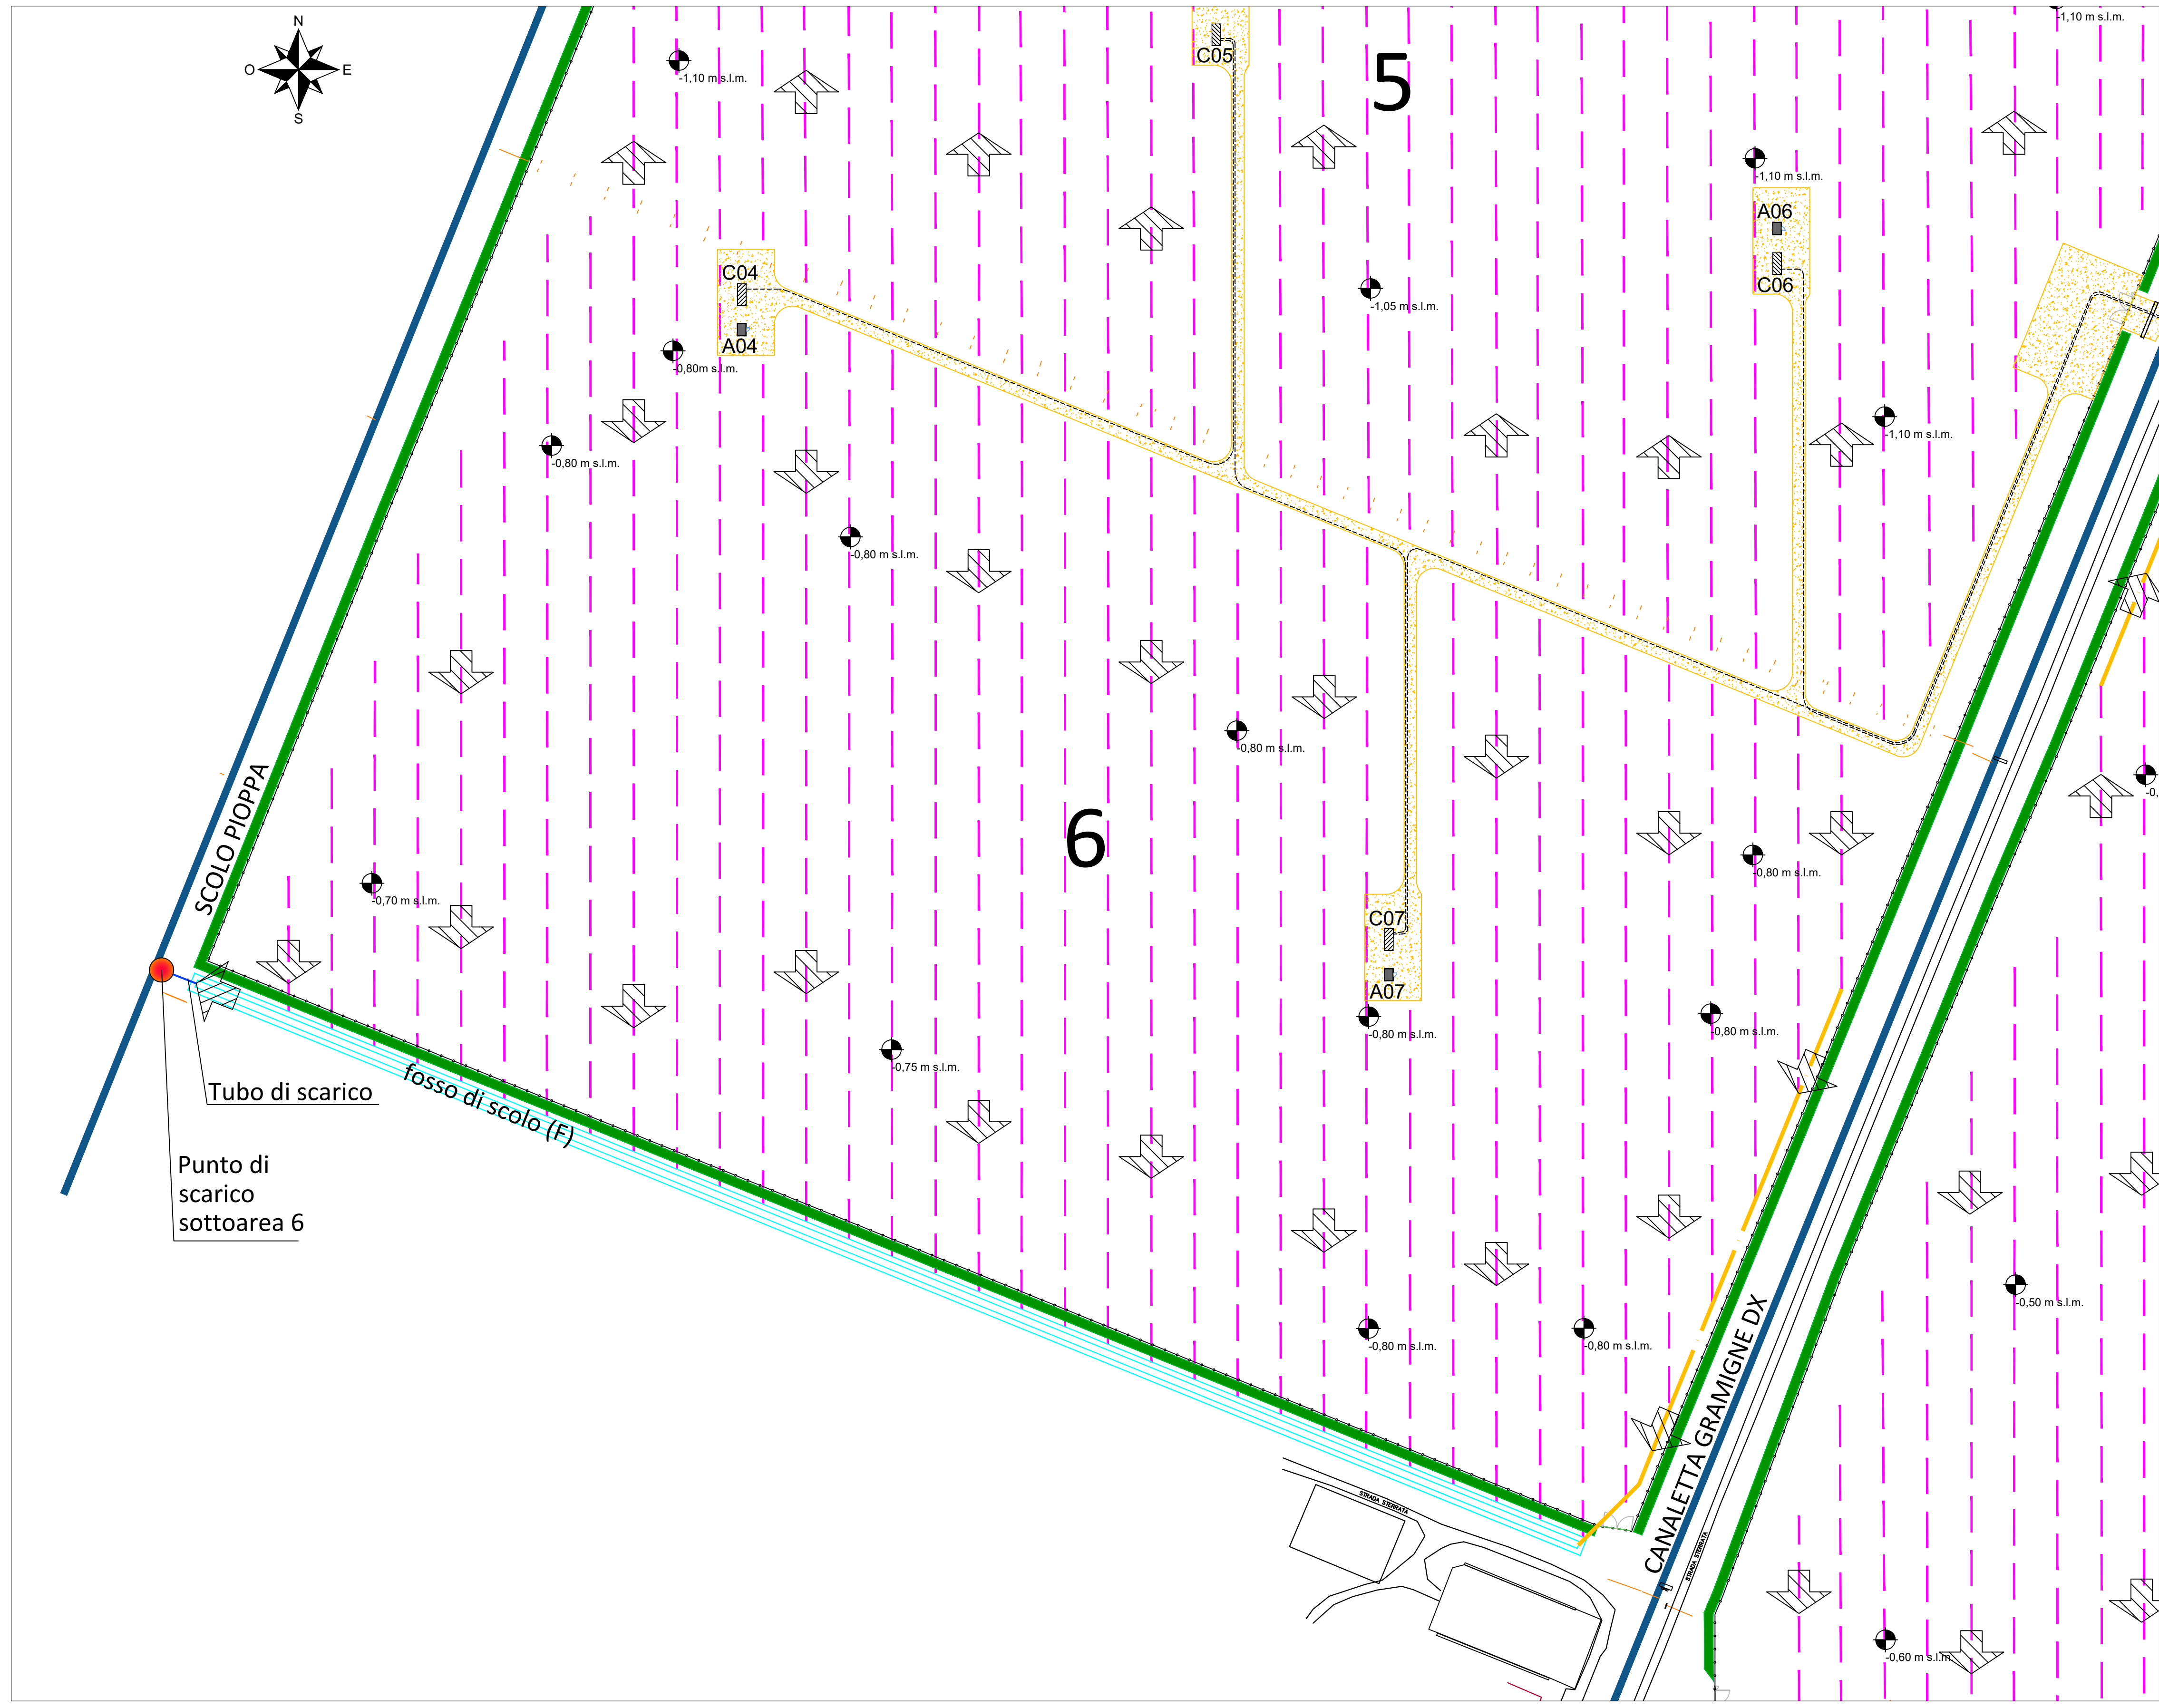 N
O
E
S
-1,10 m s.l.m.
-1,10 m s.l.m.
C05
5
-1,10 m s.l.m.
A06
C06
C04
A04
-0,80m s.l.m.
-1,05 m s.l.m.
-1,10 m s.l.m.
-0,80 m s.l.m.
-0,80 m s.l.m.
-0,80 m s.l.m.
6
SCOLO PIOPPA
-0,70 m s.l.m.
-0,80 m s.l.m.
C07
A07
-0,80 m s.l.m.
-0,80 m s.l.m.
-0,75 m s.l.m.
Tubo di scarico
fosso di scolo (F)
Punto di
scarico
sottoarea 6
-0,80 m s.l.m.
-0,80 m s.l.m.
-0,50 m s.l.m.
CANALETTA GRAMIGNE DX
STRADA STERRATA
STRADA STERRATA
-0,60 m s.l.m.